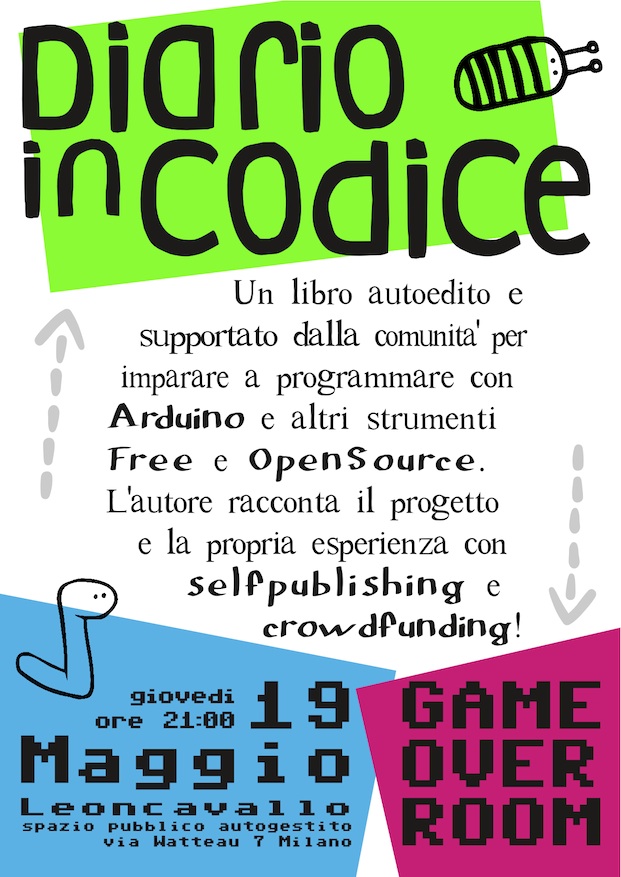 Diario
in Codice
Un libro autoedito e
supportato dalla comunita' per
imparare a programmare con
Arduino e altri strumenti
Free e OpenSource.
L'autore racconta il progetto
e la propria esperienza con
selfpublishing e
crowdfunding!
giovedi
ore 21:00
19
Maggio
Leoncavallo
spazio pubblico autogestito
via Watteau 7 Milano
GAME
OVER
ROOM